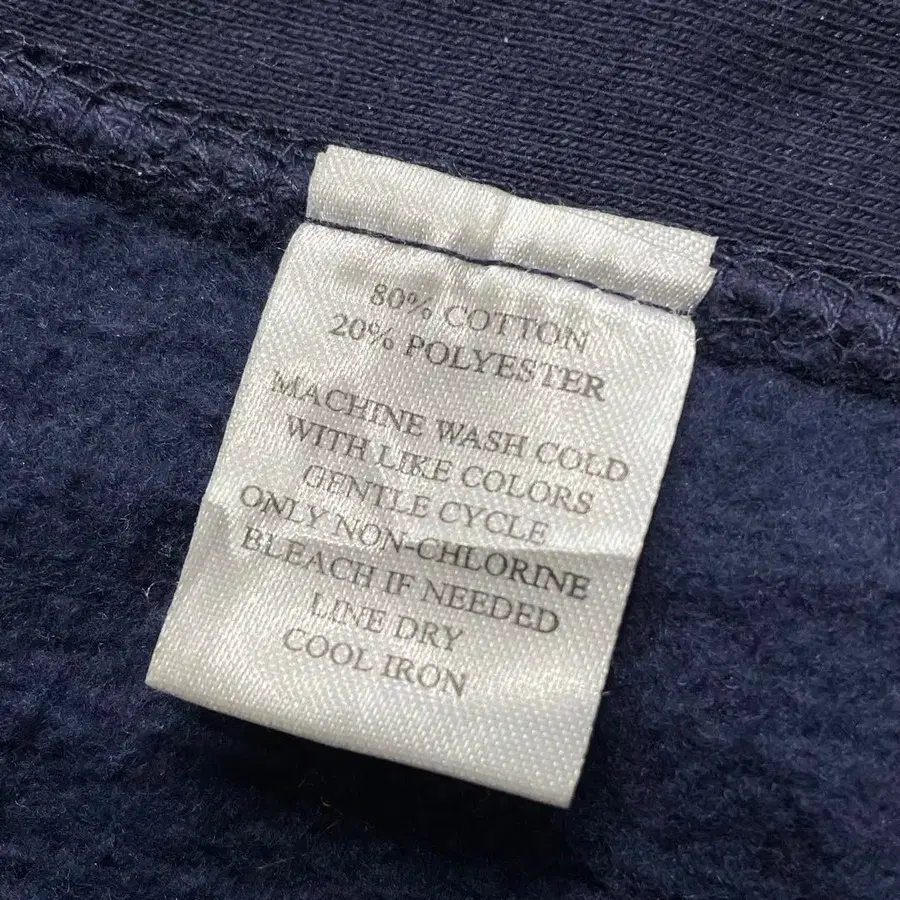 80% COTTON
20% POLYESTER
MACHINE WASH COLD
WITH LIKE COLORS
GENTLE CYCLE
ONLY NON-CHLORINE
BLEACH IF NEEDED
LINE DRY
COOL IRON